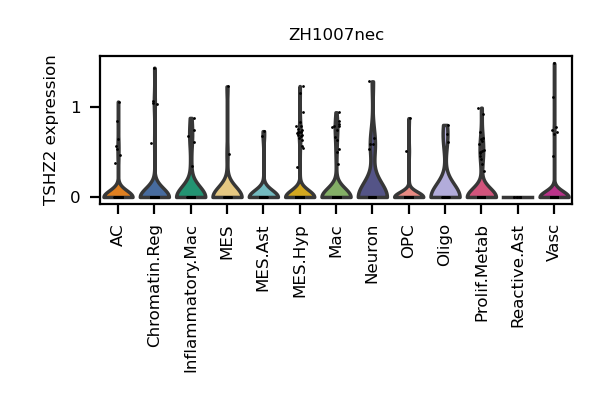 ZH1007nec
TSHZ2 expression
1
0
AC
Chromatin.Reg
Inflammatory.Mac
MES
MES.Ast
MES.Hyp
Mac
Neuron
OPC
Oligo
Prolif.Metab
Reactive.Ast
Vasc